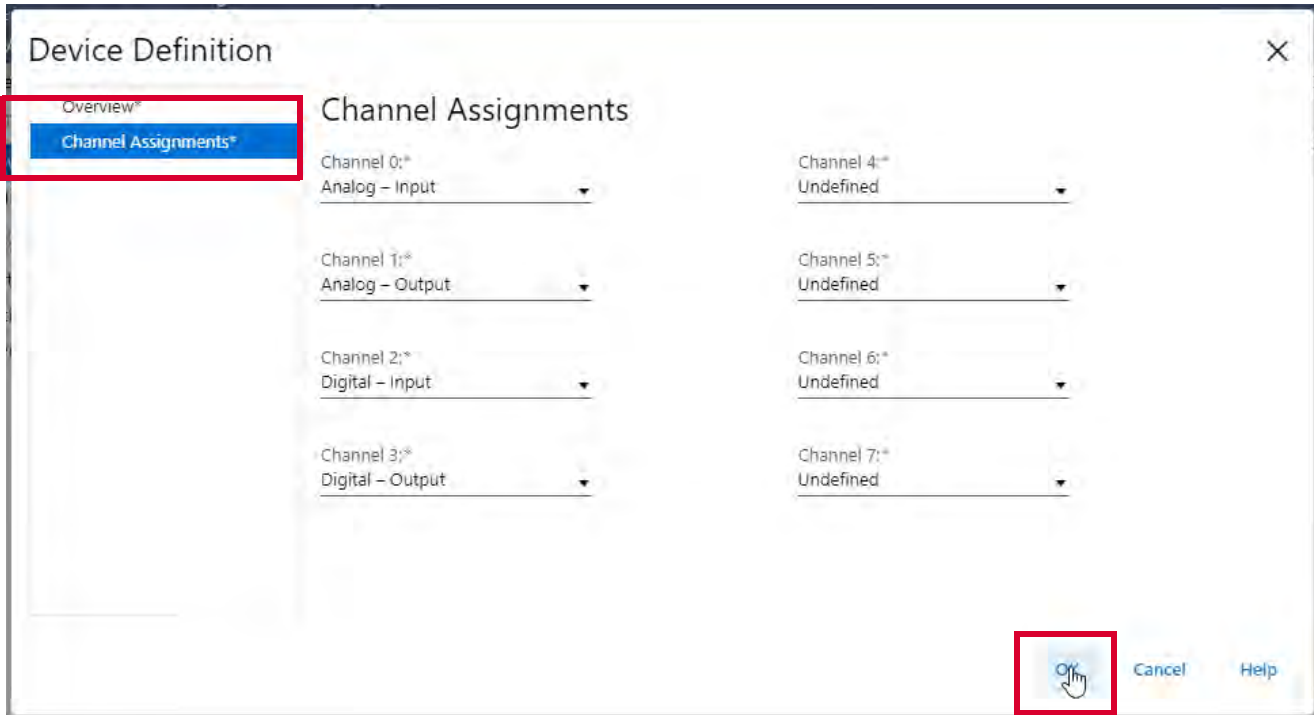 Device Definition
Overview*
Channel Assignments*
Channel Assignments
Channel 0:*
Analog – Input
Channel 4:*
Undefined
Channel 1:*
Analog – Output
Channel 5:*
Undefined
Channel 2:*
Digital – Input
Channel 6:*
Undefined
Channel 3:*
Digital – Output
Channel 7:*
Undefined
OK
Cancel
Help